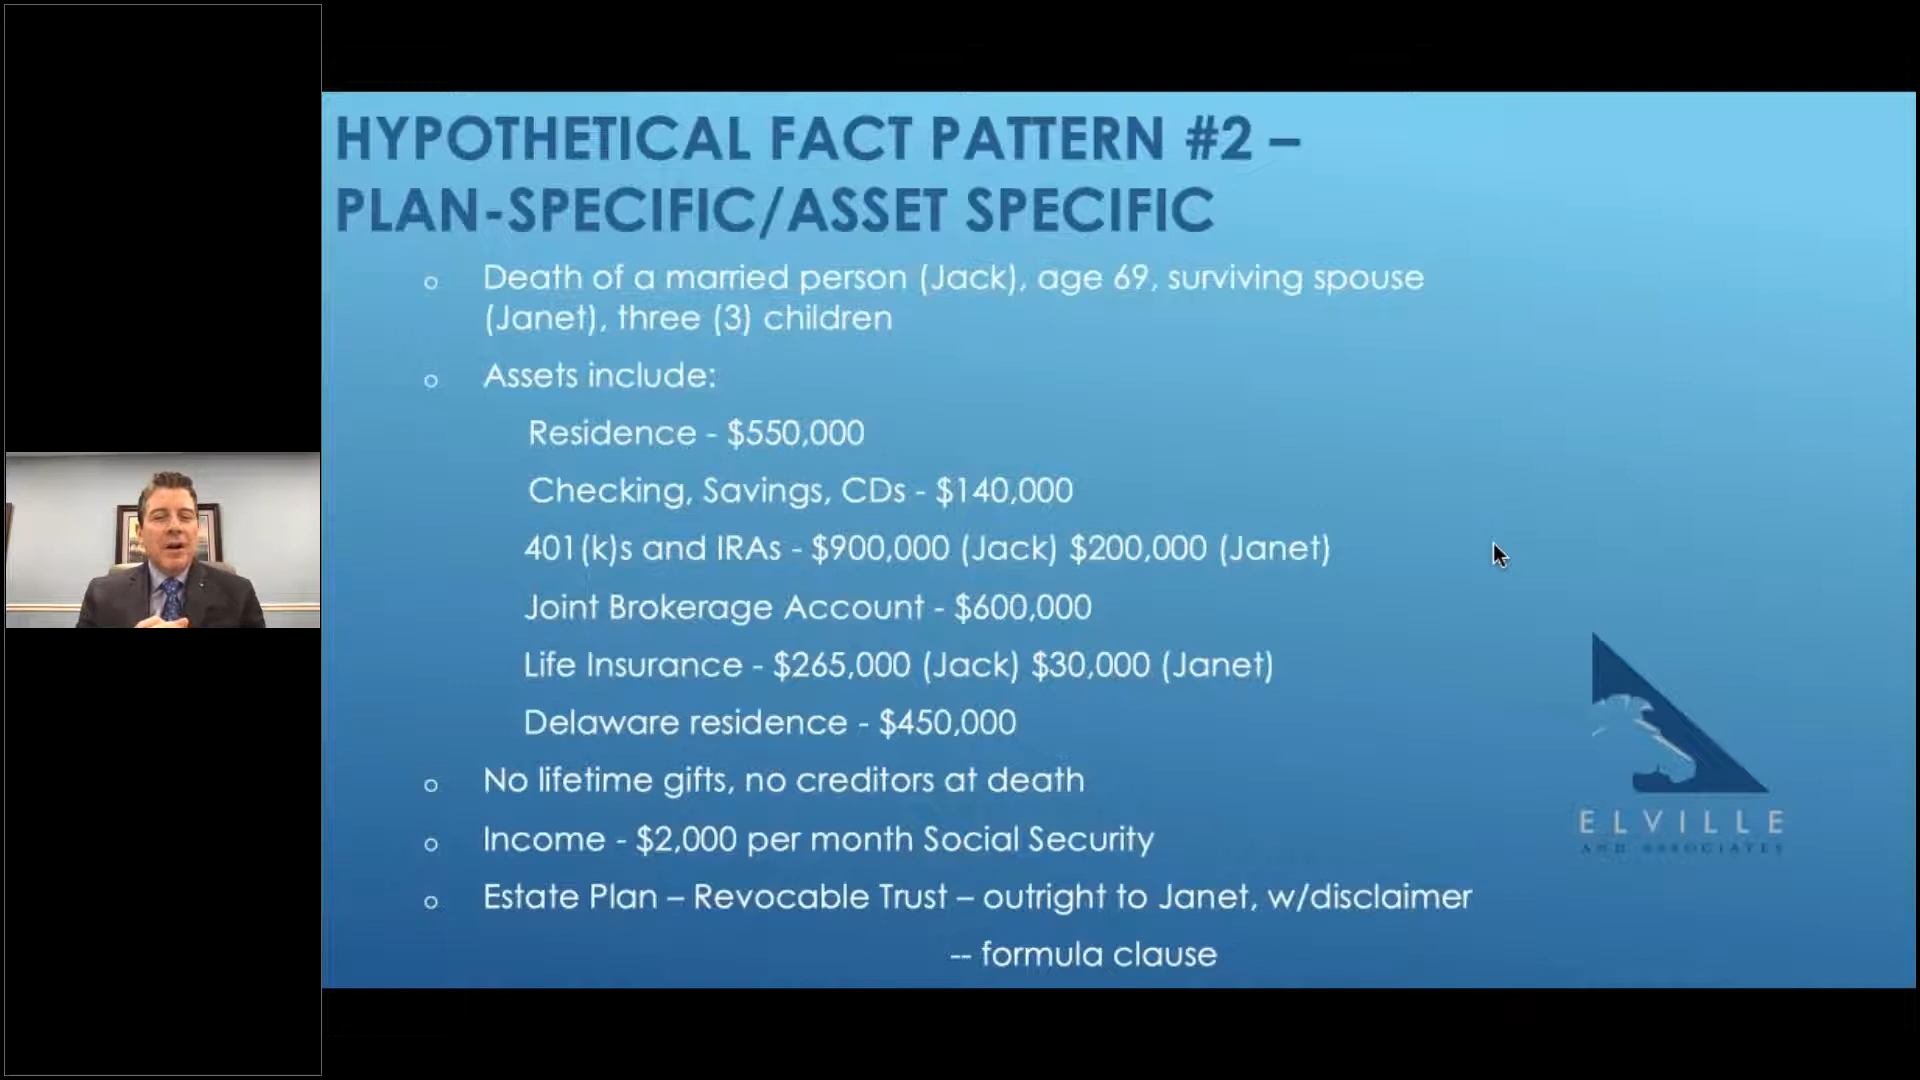 HYPOTHETICAL FACT PATTERN #2 –
PLAN-SPECIFIC/ASSET SPECIFIC
Death of a married person (Jack), age 69, surviving spouse
(Janet), three (3) children
Assets include:
Residence - $550,000
Checking, Savings, CDs - $140,000
401(k)s and IRAs - $900,000 (Jack) $200,000 (Janet)
Joint Brokerage Account - $600,000
Life Insurance - $265,000 (Jack) $30,000 (Janet)
Delaware residence - $450,000
No lifetime gifts, no creditors at death
Income - $2,000 per month Social Security
Estate Plan – Revocable Trust – outright to Janet, w/disclaimer
-- formula clause
ELVILLE
AND ASSOCIATES